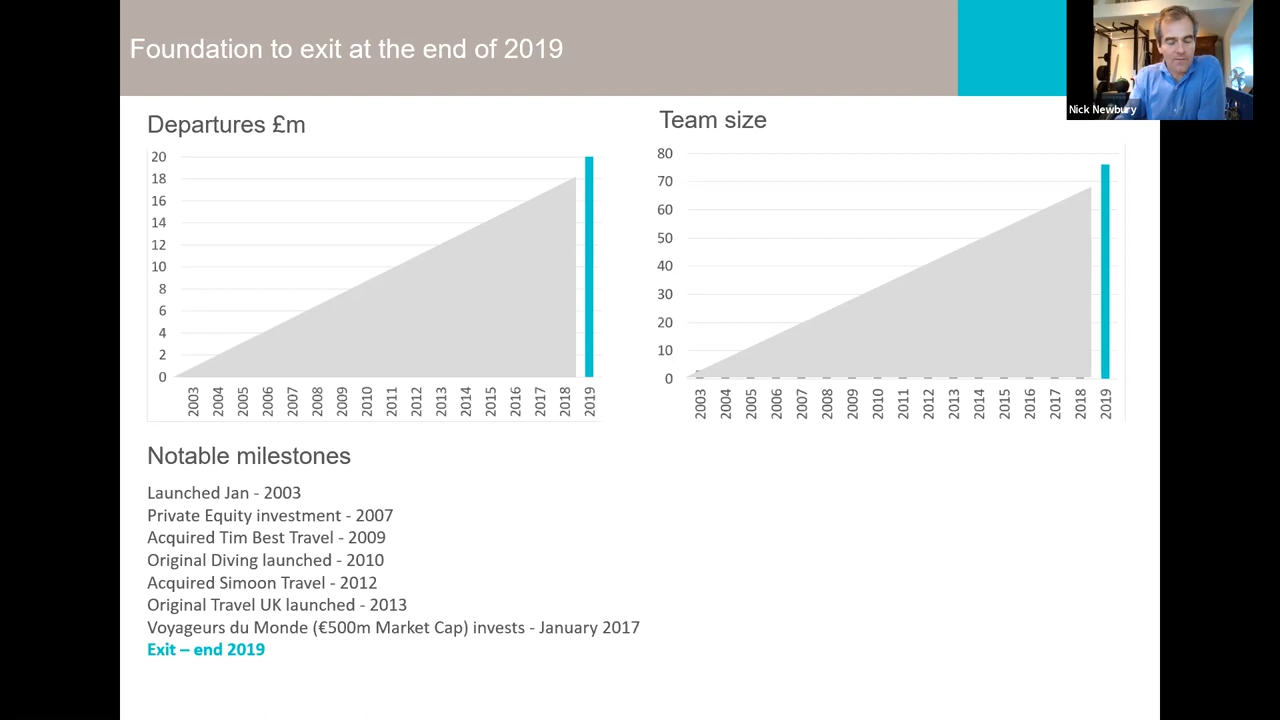 Foundation to exit at the end of 2019
Nick Newbury
Departures £m
20
18
16
14
12
10
8
6
4
2
0
2003 2004 2005 2006 2007 2008 2009 2010 2011 2012 2013 2014 2015 2016 2017 2018 2019
Team size
80
70
60
50
40
30
20
10
0
2003 2004 2005 2006 2007 2008 2009 2010 2011 2012 2013 2014 2015 2016 2017 2018 2019
Notable milestones
Launched Jan - 2003
Private Equity investment - 2007
Acquired Tim Best Travel - 2009
Original Diving launched - 2010
Acquired Simoon Travel - 2012
Original Travel UK launched - 2013
Voyageurs du Monde (€500m Market Cap) invests - January 2017
Exit – end 2019